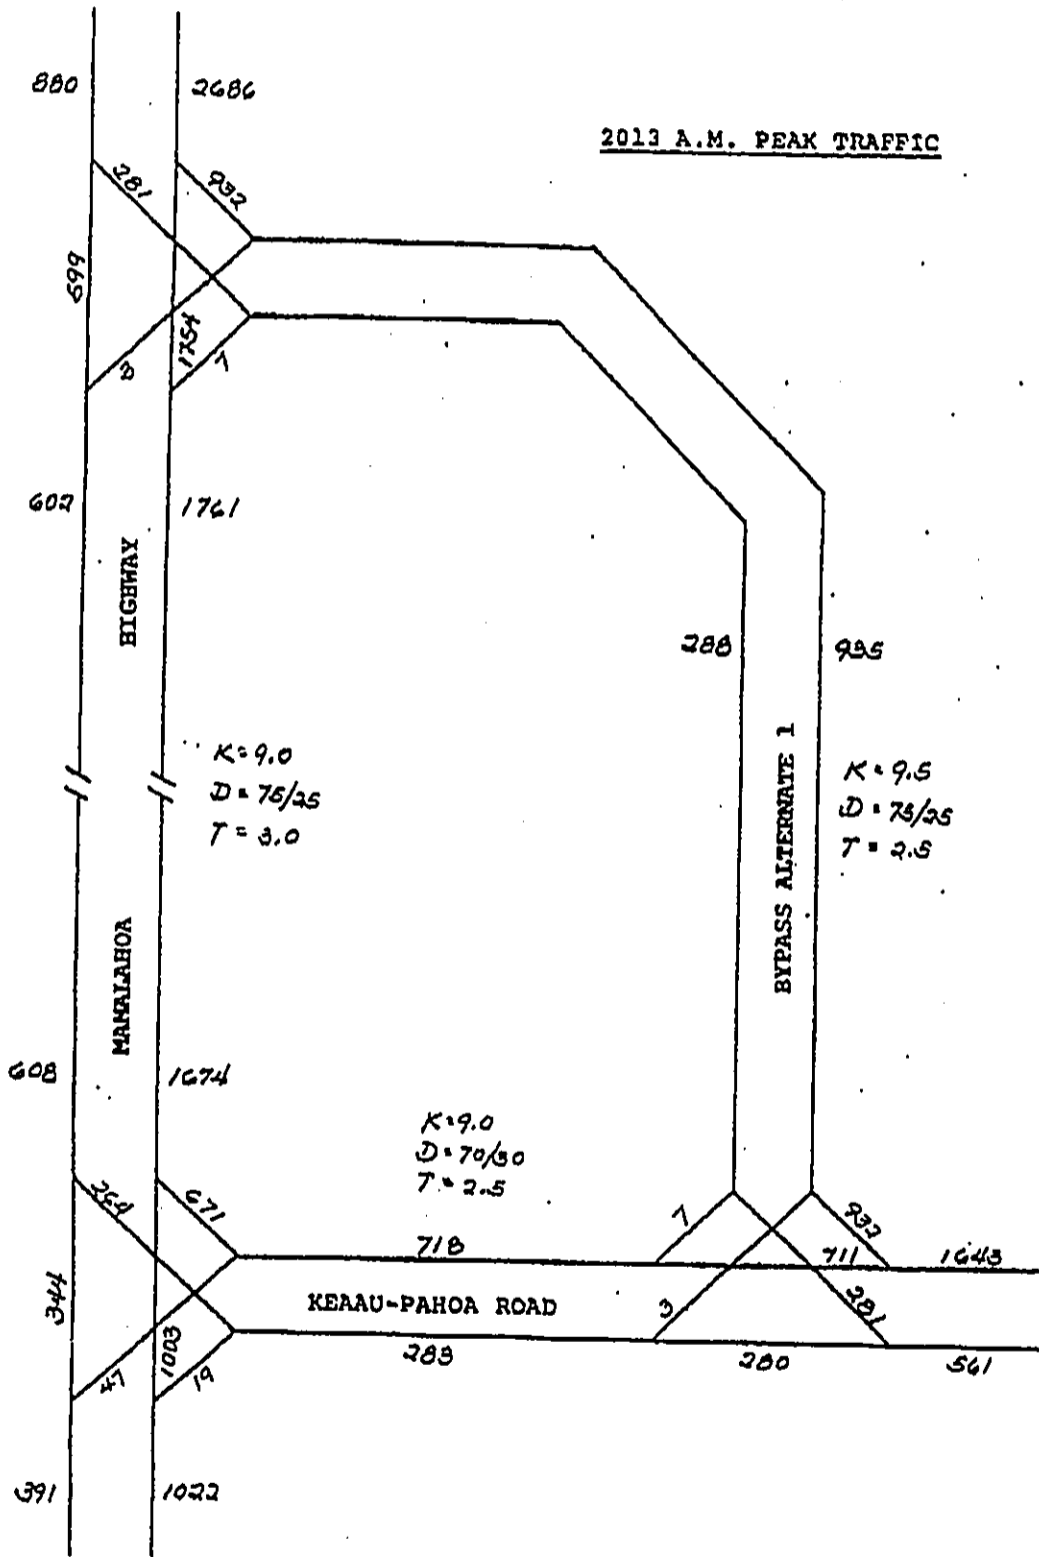 880
2686
2013 A.M. PEAK TRAFFIC
281
932
599
3
1754
7
602
1761
HIGHWAY
288
935
K=9.0
D=75/25
T=3.0
BYPASS ALTERNATE 1
K=9.5
D=75/25
T=2.5
MAMALAHOA
608
1674
K=9.0
D=70/30
T=2.5
264
671
718
7
932
711
1643
344
KEAAU-PAHOA ROAD
3
281
47
1003
19
283
280
561
391
1022